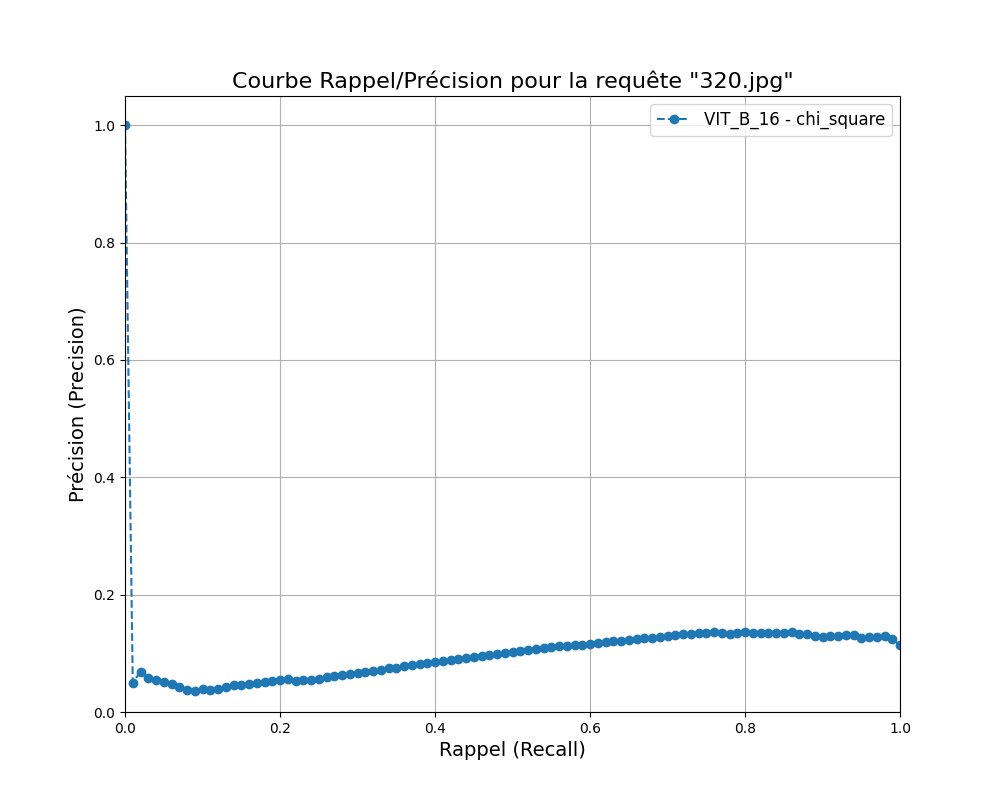 Courbe Rappel/Précision pour la requête "320.jpg"
VIT_B_16 - chi_square
1.0
0.8
0.6
0.4
0.2
0.0
Précision (Precision)
0.0 0.2 0.4 0.6 0.8 1.0
Rappel (Recall)